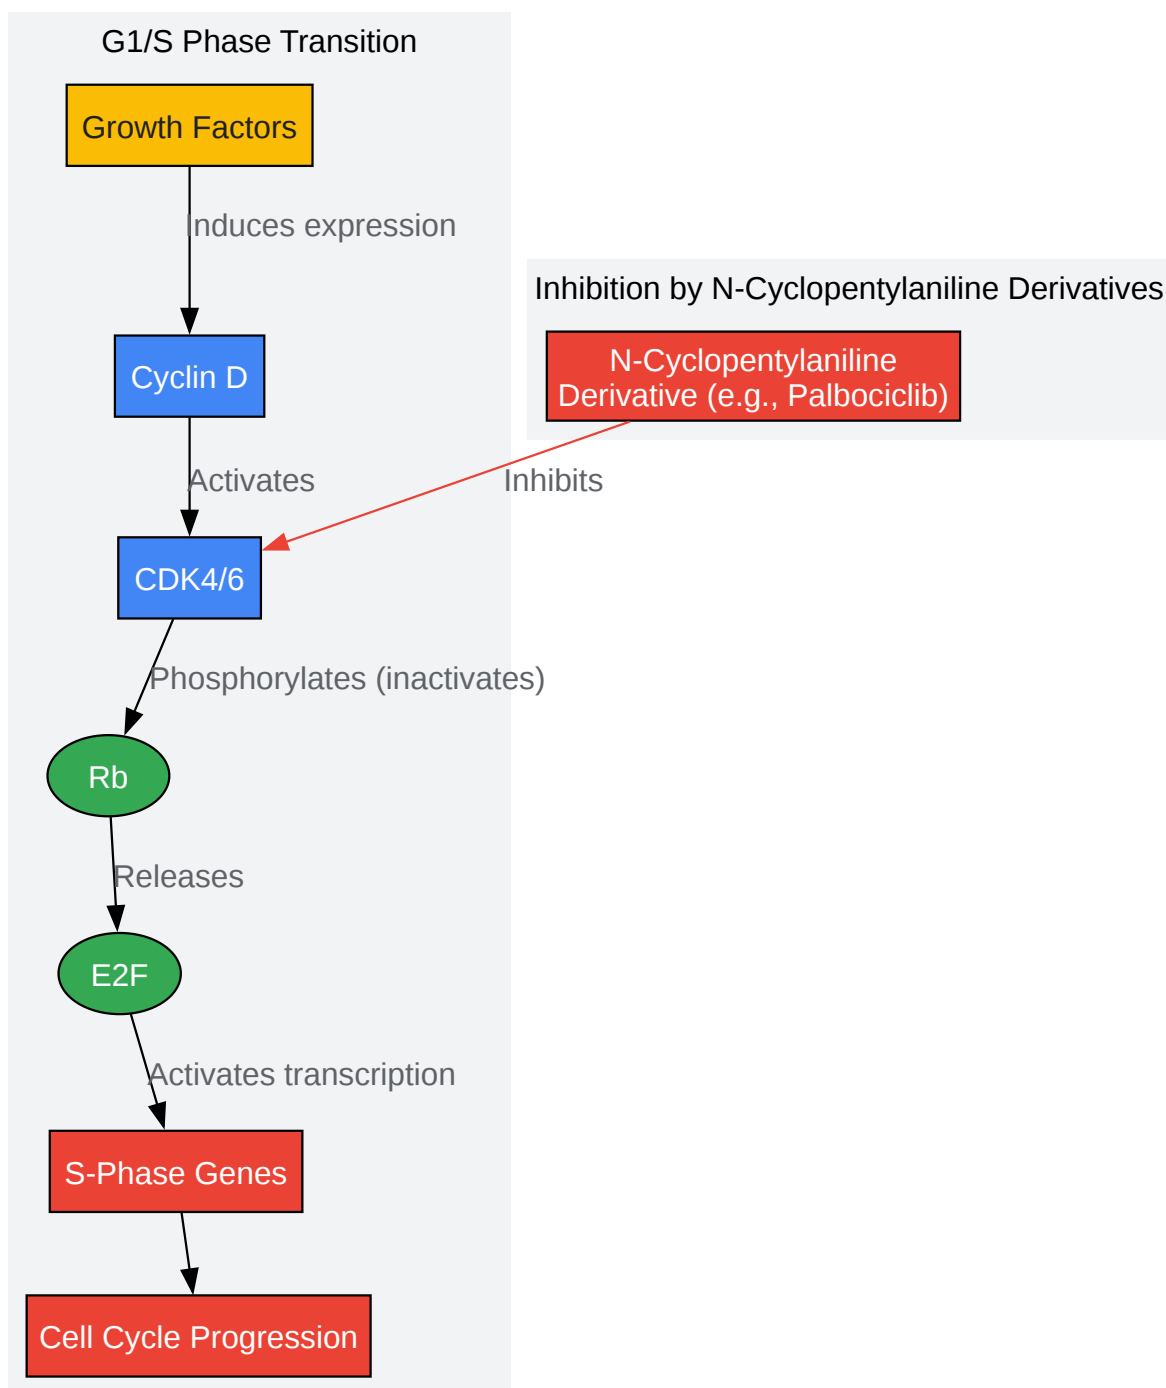 G1/S Phase Transition
Growth Factors
Induces expression
Inhibition by N-Cyclopentylaniline Derivatives
N-Cyclopentylaniline
Derivative (e.g., Palbociclib)
Cyclin D
Activates
Inhibits
CDK4/6
Phosphorylates (inactivates)
Rb
Releases
E2F
Activates transcription
S-Phase Genes
Cell Cycle Progression